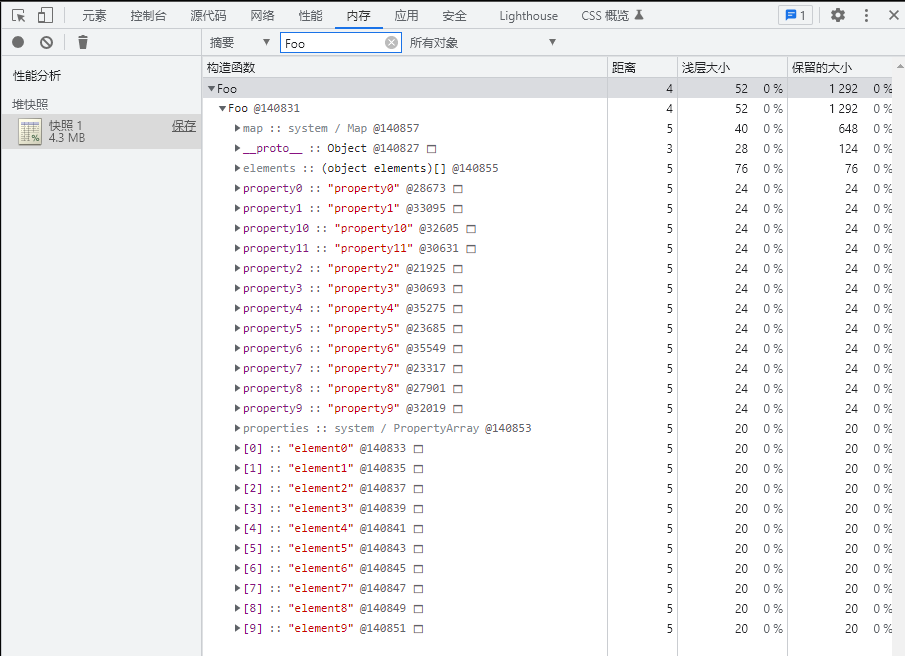 元素 控制台 源代码 网络 性能 内存 应用 安全 Lighthouse CSS 概览 1
摘要 Foo 所有对象
性能分析
堆快照
快照 1 保存
4.3 MB
构造函数 距离 浅层大小 保留的大小
Foo 4 52 0 % 1 292 0 %
Foo @140831 4 52 0 % 1 292 0 %
map :: system / Map @140857 5 40 0 % 648 0 %
__proto__ :: Object @140827 3 28 0 % 124 0 %
elements :: (object elements)[] @140855 5 76 0 % 76 0 %
property0 :: "property0" @28673 5 24 0 % 24 0 %
property1 :: "property1" @33095 5 24 0 % 24 0 %
property10 :: "property10" @32605 5 24 0 % 24 0 %
property11 :: "property11" @30631 5 24 0 % 24 0 %
property2 :: "property2" @21925 5 24 0 % 24 0 %
property3 :: "property3" @30693 5 24 0 % 24 0 %
property4 :: "property4" @35275 5 24 0 % 24 0 %
property5 :: "property5" @23685 5 24 0 % 24 0 %
property6 :: "property6" @35549 5 24 0 % 24 0 %
property7 :: "property7" @23317 5 24 0 % 24 0 %
property8 :: "property8" @27901 5 24 0 % 24 0 %
property9 :: "property9" @32019 5 24 0 % 24 0 %
properties :: system / PropertyArray @140853 5 20 0 % 20 0 %
[0] :: "element0" @140833 5 20 0 % 20 0 %
[1] :: "element1" @140835 5 20 0 % 20 0 %
[2] :: "element2" @140837 5 20 0 % 20 0 %
[3] :: "element3" @140839 5 20 0 % 20 0 %
[4] :: "element4" @140841 5 20 0 % 20 0 %
[5] :: "element5" @140843 5 20 0 % 20 0 %
[6] :: "element6" @140845 5 20 0 % 20 0 %
[7] :: "element7" @140847 5 20 0 % 20 0 %
[8] :: "element8" @140849 5 20 0 % 20 0 %
[9] :: "element9" @140851 5 20 0 % 20 0 %